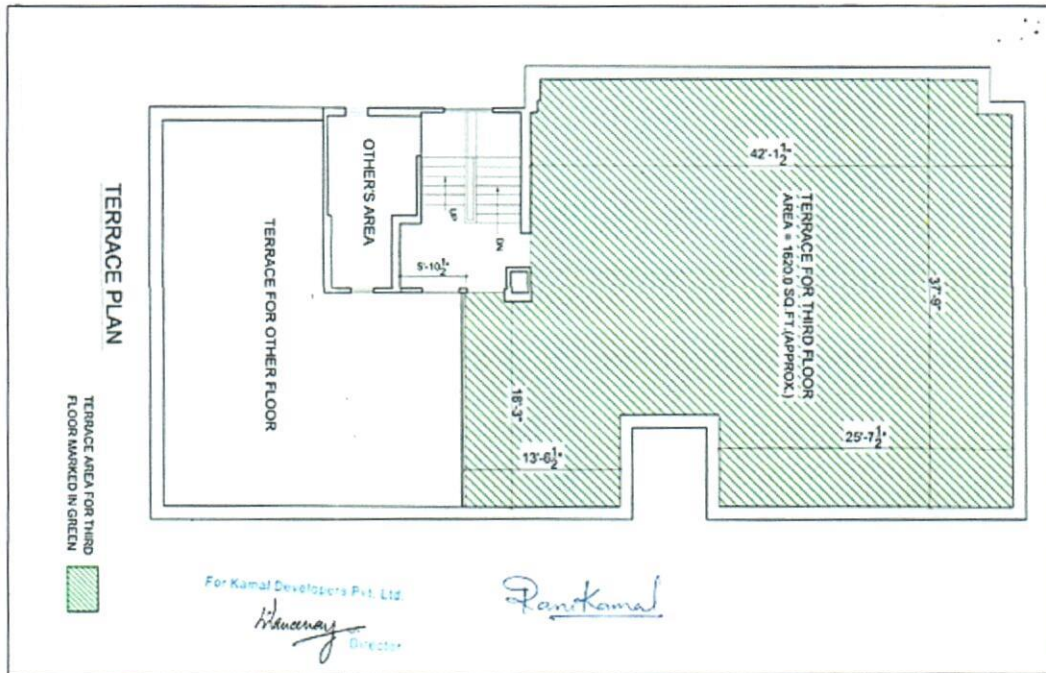 TERRACE PLAN
TERRACE AREA FOR THIRD
FLOOR MARKED IN GREEN
TERRACE FOR OTHER FLOOR
OTHER'S AREA
UP
DN
5'-10½"
TERRACE FOR THIRD FLOOR
AREA = 1620.0 SQ.FT.(APPROX.)
42'-1½"
37'-9"
18'-3"
13'-6½"
25'-7½"
For Kamal Developers Pvt. Ltd.
Director
Rani Kamal